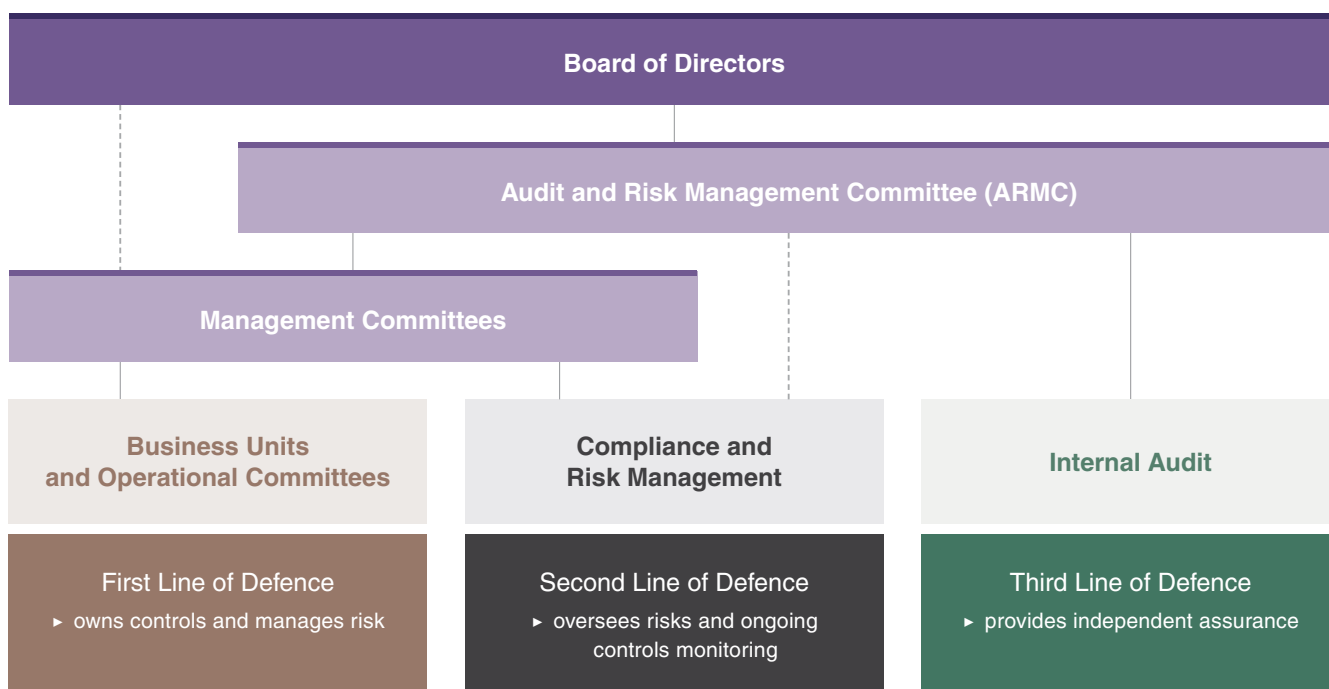 Board of Directors
Audit and Risk Management Committee (ARMC)
Management Committees
Business Units
and Operational Committees
Compliance and
Risk Management
Internal Audit
First Line of Defence
▸ owns controls and manages risk
Second Line of Defence
▸ oversees risks and ongoing
controls monitoring
Third Line of Defence
▸ provides independent assurance